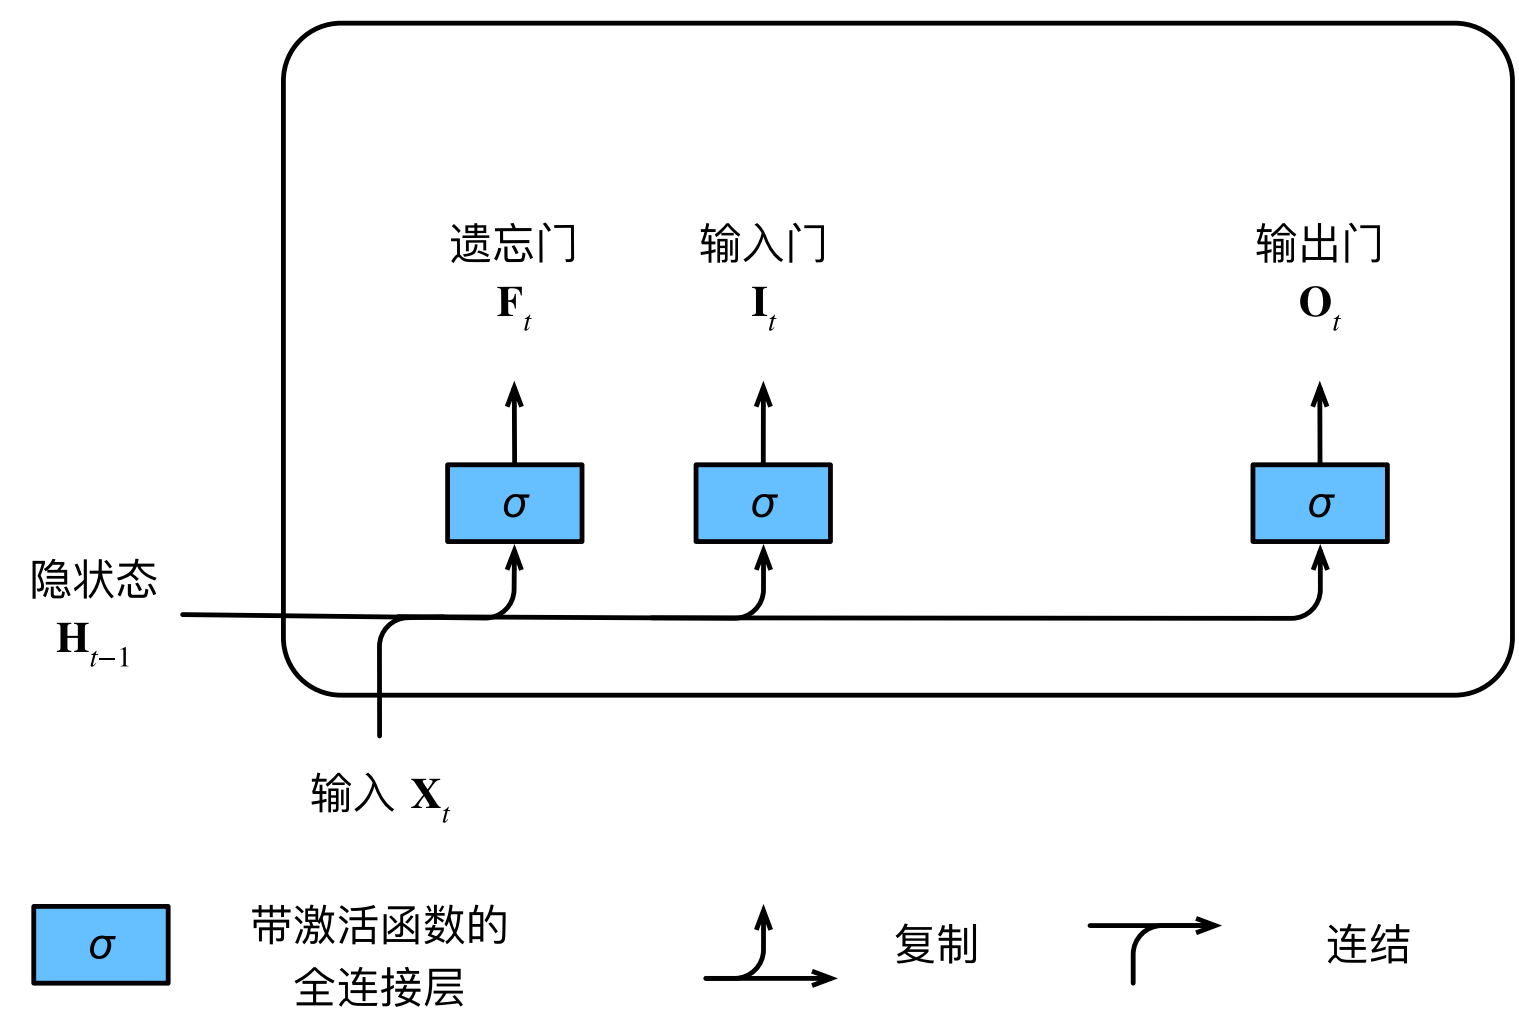 遗忘门 输入门 输出门
F_t I_t O_t
σ σ σ
隐状态
H_{t−1}
输入 X_t
带激活函数的
全连接层
σ
复制
连结